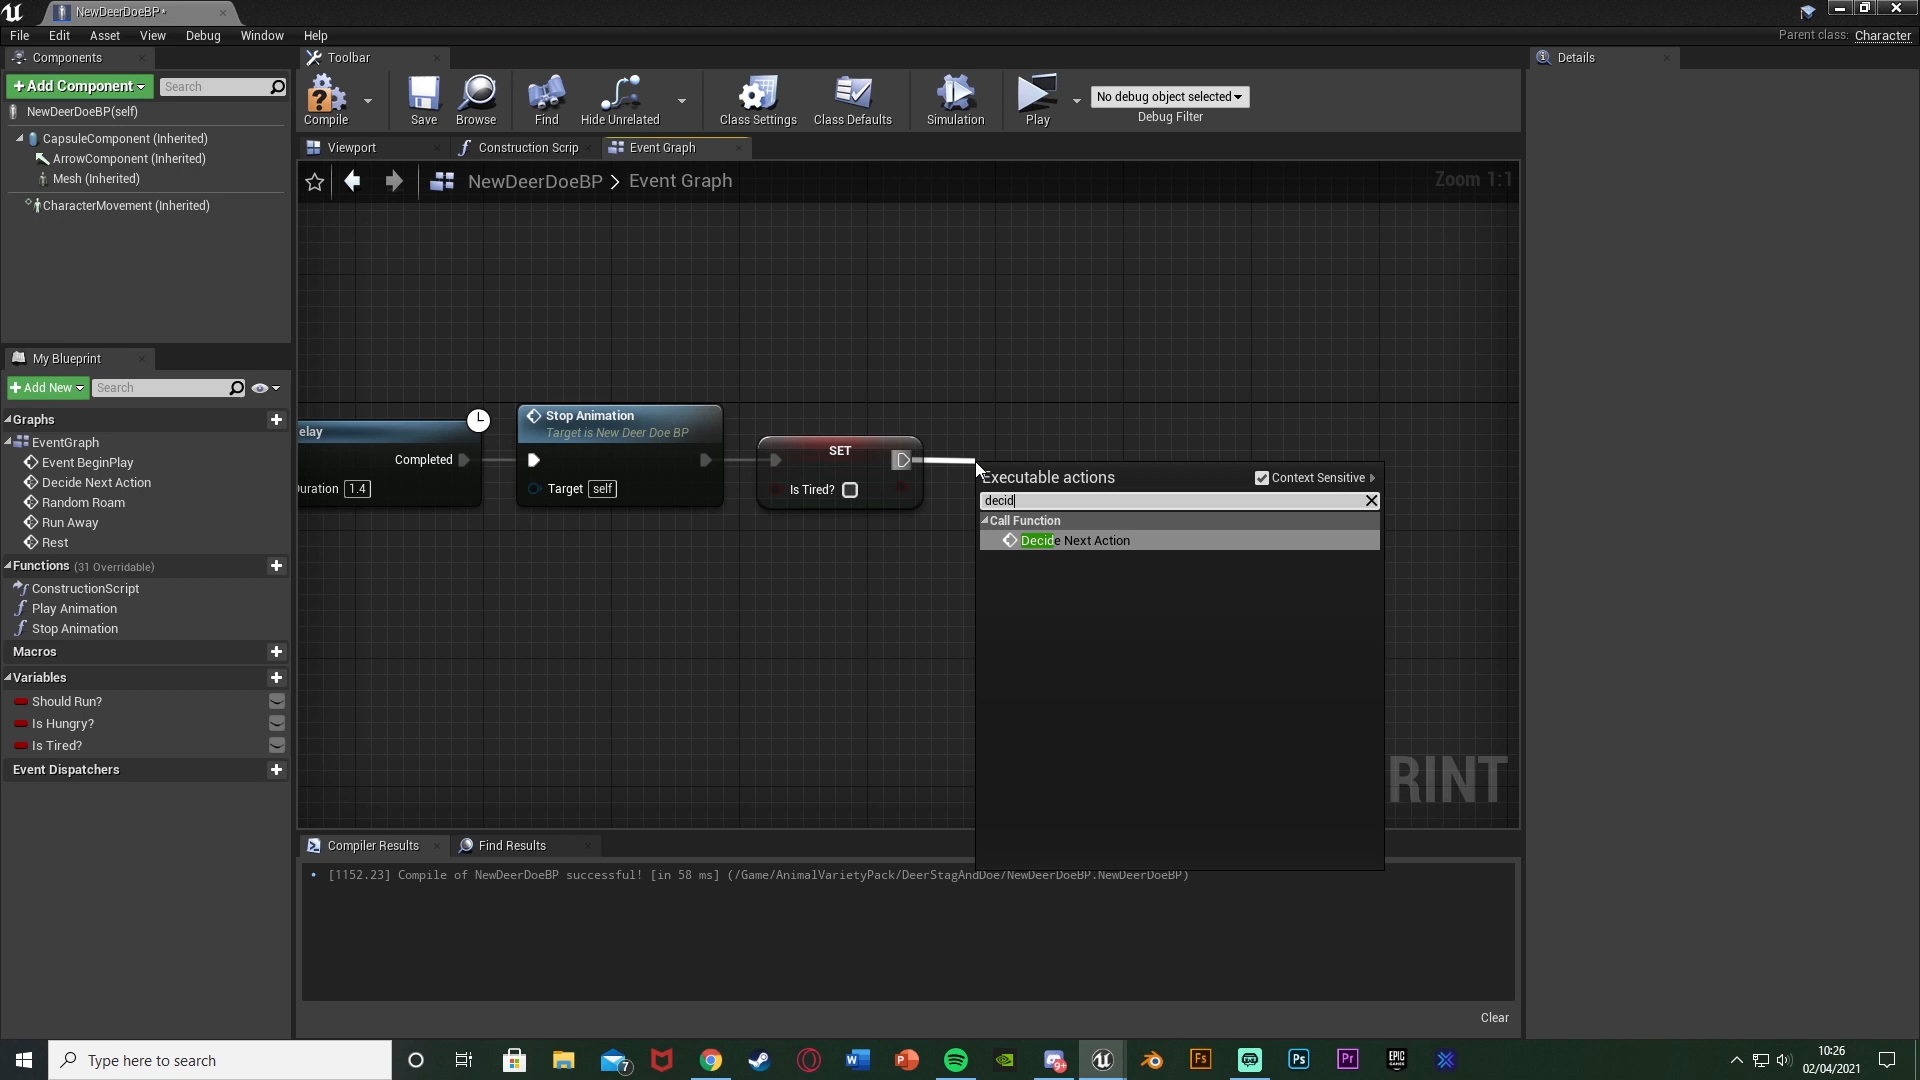 NewDeerDoeBP*
File Edit Asset View Debug Window Help
Parent class: Character
Components
Toolbar
Details
+Add Component
Search
NewDeerDoeBP(self)
CapsuleComponent (Inherited)
ArrowComponent (Inherited)
Mesh (Inherited)
CharacterMovement (Inherited)
Compile
Save
Browse
Find
Hide Unrelated
Class Settings
Class Defaults
Simulation
Play
No debug object selected
Debug Filter
Viewport
Construction Scrip
Event Graph
NewDeerDoeBP > Event Graph
Zoom 1:1
My Blueprint
+Add New
Search
Graphs
EventGraph
Event BeginPlay
Decide Next Action
Random Roam
Run Away
Rest
Functions (31 Overridable)
ConstructionScript
Play Animation
Stop Animation
Macros
Variables
Should Run?
Is Hungry?
Is Tired?
Event Dispatchers
elay
Completed
uration 1.4
Stop Animation
Target is New Deer Doe BP
Target self
SET
Is Tired?
Executable actions
Context Sensitive
decid
Call Function
Decide Next Action
RINT
Compiler Results
Find Results
[1152.23] Compile of NewDeerDoeBP successful! [in 58 ms] (/Game/AnimalVarietyPack/DeerStagAndDoe/NewDeerDoeBP.NewDeerDoeBP)
Clear
Type here to search
7
W
P
9+
Fs
Ps
Pr
EPIC GAMES
10:26
02/04/2021